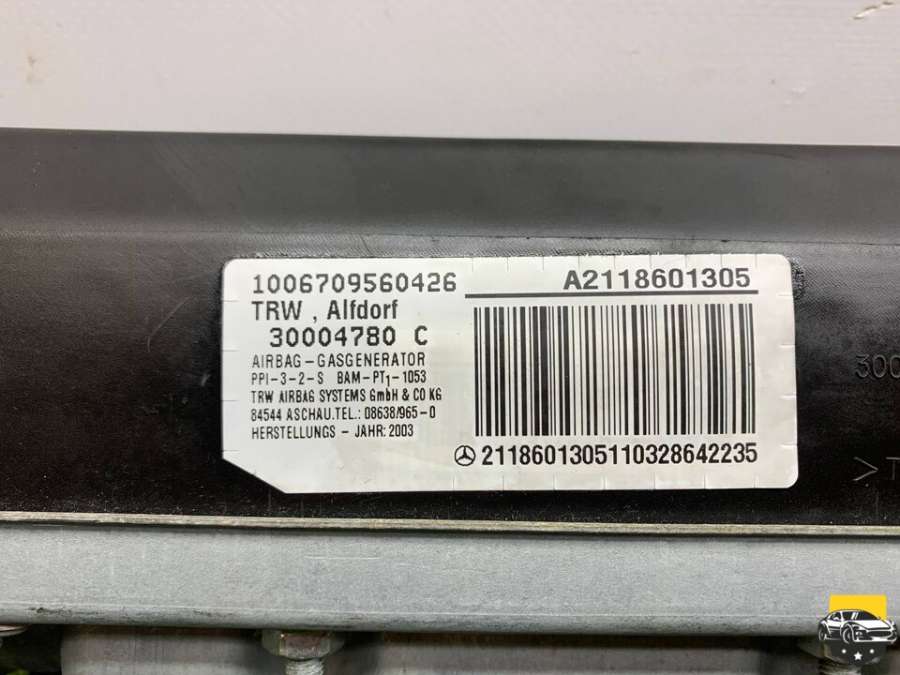 1006709560426
A2118601305
TRW , Alfdorf
30004780 C
AIRBAG-GASGENERATOR
PPI-3-2-S BAM-PT1-1053
TRW AIRBAG SYSTEMS GmbH & CO KG
84544 ASCHAU.TEL.: 08638/965-0
HERSTELLUNGS - JAHR: 2003
2118601305110328642235
300
>T